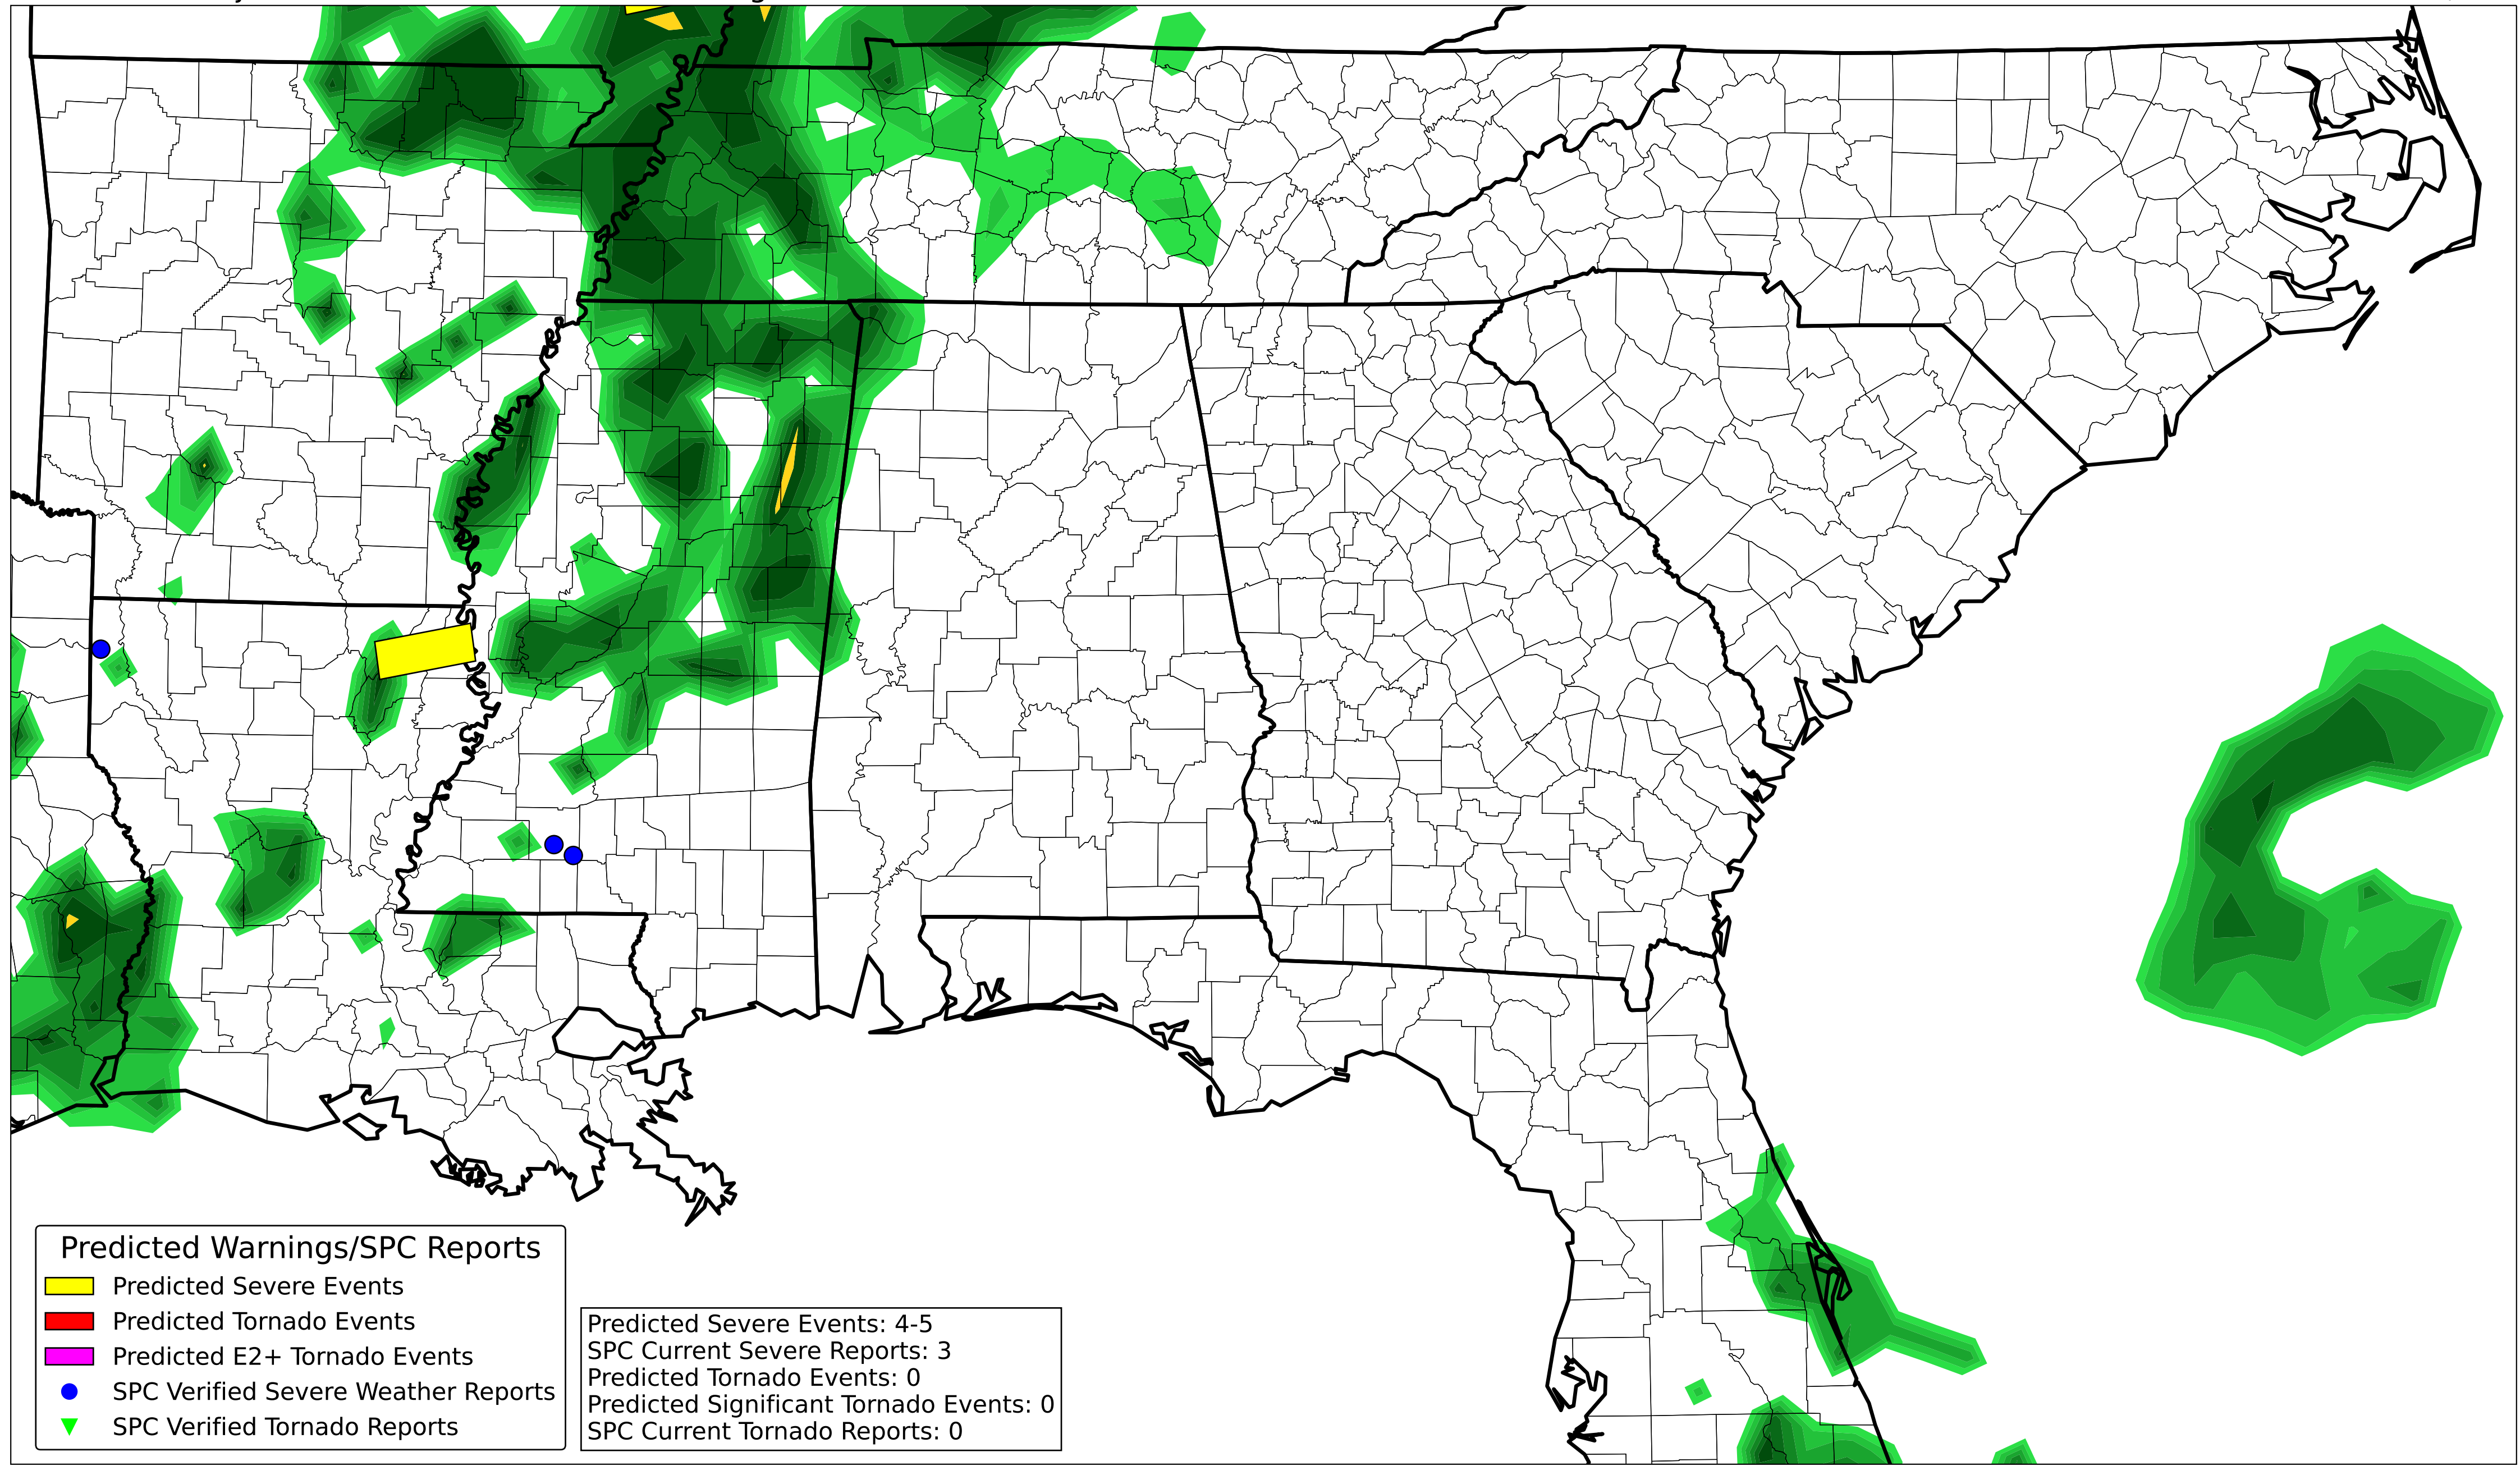 Predicted Warnings/SPC Reports
Predicted Severe Events
Predicted Tornado Events
Predicted E2+ Tornado Events
SPC Verified Severe Weather Reports
SPC Verified Tornado Reports
Predicted Severe Events: 4-5
SPC Current Severe Reports: 3
Predicted Tornado Events: 0
Predicted Significant Tornado Events: 0
SPC Current Tornado Reports: 0